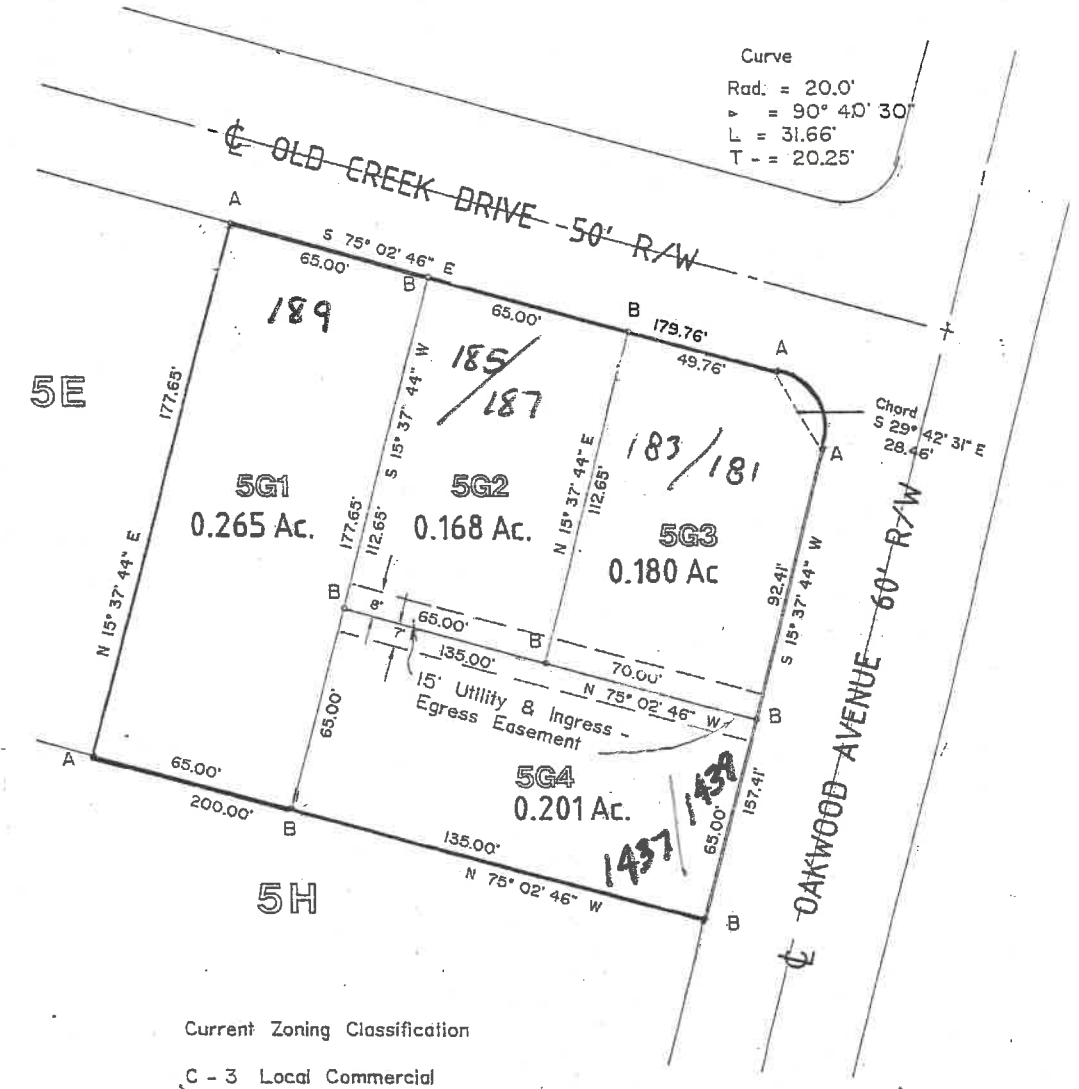 Curve
Rad. = 20.0'
= 90° 40' 30"
L = 31.66'
T - = 20.25'
℄ OLD CREEK DRIVE 50' R/W
A
S 75° 02' 46" E
65.00'
B
65.00'
B
179.76'
49.76'
A
Chord
S 29° 42' 31" E
28.46'
A
189
185/187
183/181
5E
177.65'
N 15° 37' 44" E
5G1
0.265 Ac.
S 15° 37' 44" W
177.65'
112.65'
5G2
0.168 Ac.
N 15° 37' 44" E
112.65'
5G3
0.180 Ac
92.41'
S 15° 37' 44" W
℄ OAKWOOD AVENUE 60' R/W
B
8'
7'
65.00'
135.00'
B
70.00'
N 75° 02' 46" W
B
15' Utility & Ingress -
Egress Easement
65.00'
5G4
0.201 Ac.
1437
1439
65.00'
157.41'
A
65.00'
200.00'
B
135.00'
N 75° 02' 46" W
B
5H
Current Zoning Classification
C - 3 Local Commercial